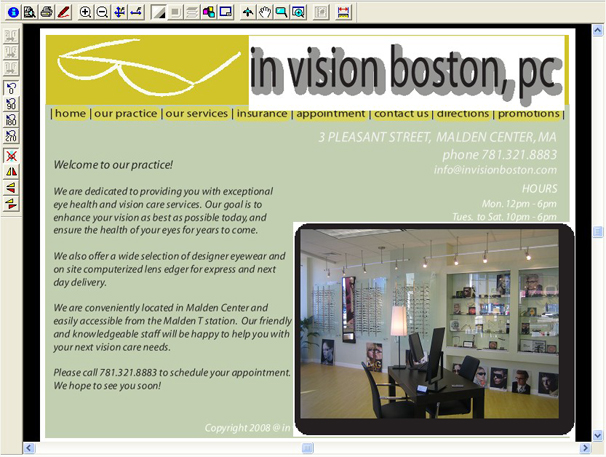 in vision boston, pc
| home | our practice | our services | insurance | appointment | contact us | directions | promotions |
3 PLEASANT STREET, MALDEN CENTER, MA
phone 781.321.8883
info@invisionboston.com
HOURS
Mon. 12pm - 6pm
Tues. to Sat. 10pm - 6pm
Welcome to our practice!
We are dedicated to providing you with exceptional
eye health and vision care services. Our goal is to
enhance your vision as best as possible today, and
ensure the health of your eyes for years to come.
We also offer a wide selection of designer eyewear and
on site computerized lens edger for express and next
day delivery.
We are conveniently located in Malden Center and
easily accessible from the Malden T station. Our friendly
and knowledgeable staff will be happy to help you with
your next vision care needs.
Please call 781.321.8883 to schedule your appointment.
We hope to see you soon!
Copyright 2008 @ in
0
90
180
270